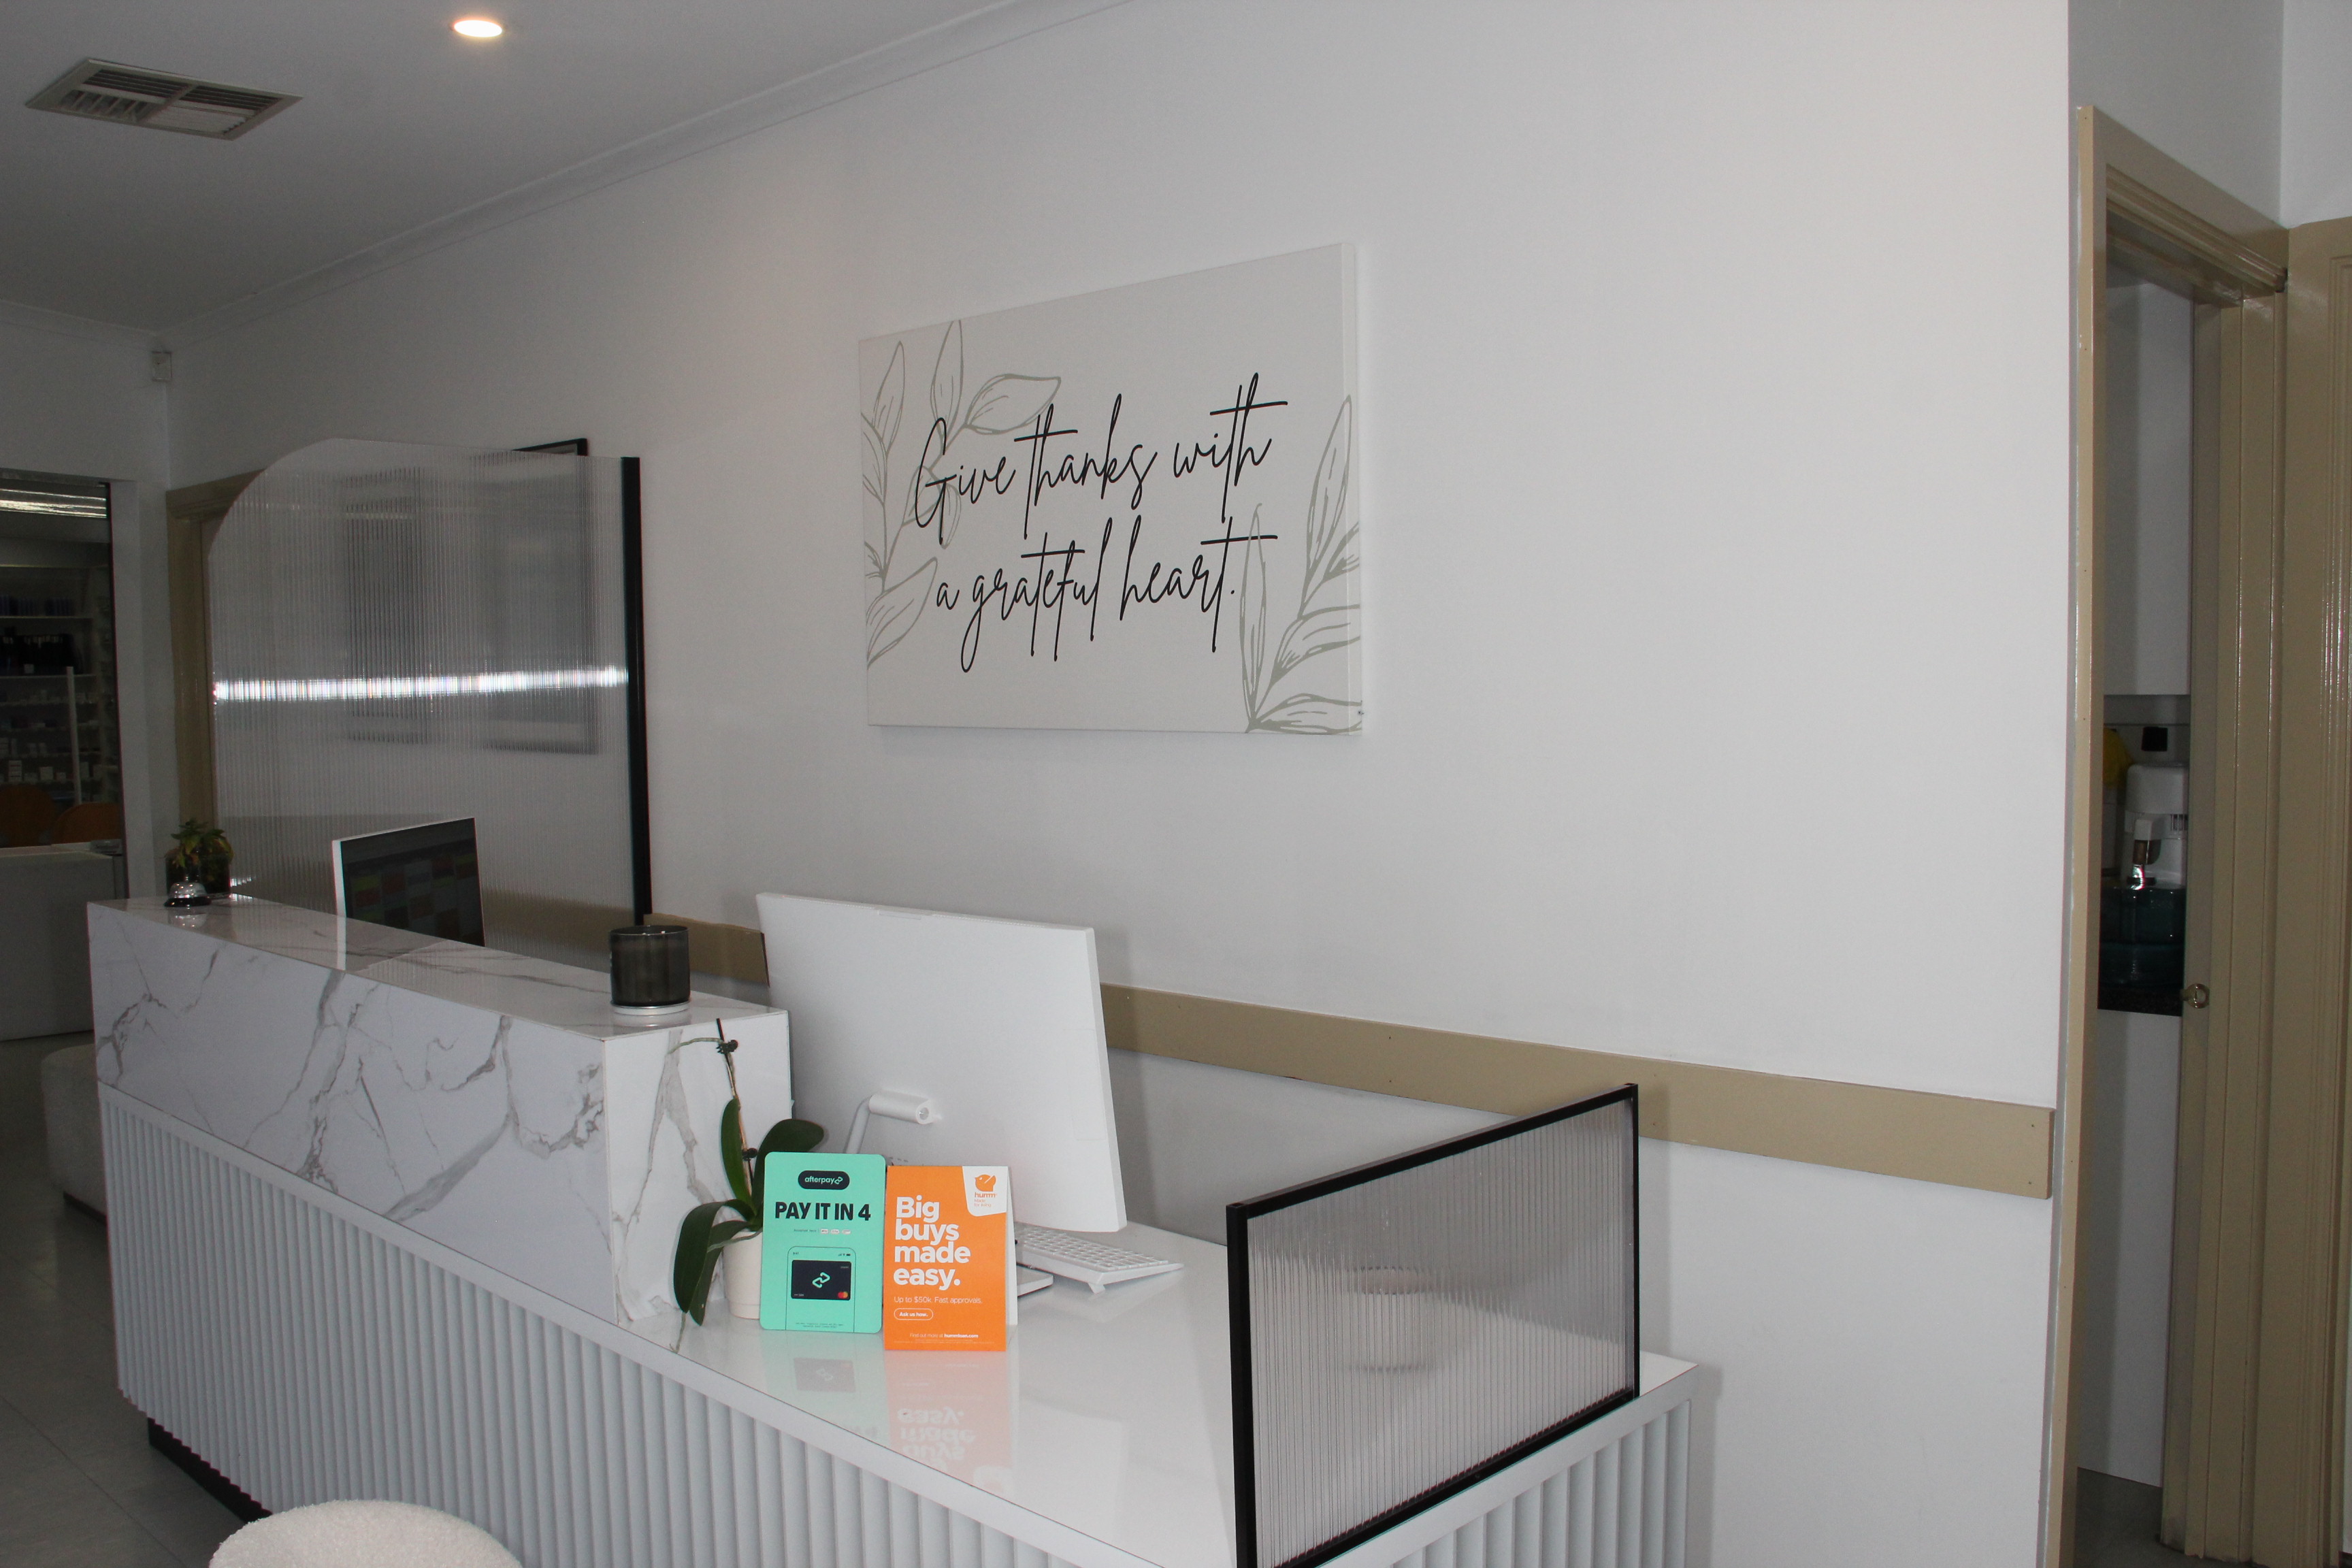 Give thanks with
a grateful heart.
afterpay
PAY IT IN 4
humm
Big
buys
made
easy.
Up to $50k. Fast approvals.
Ask us how.